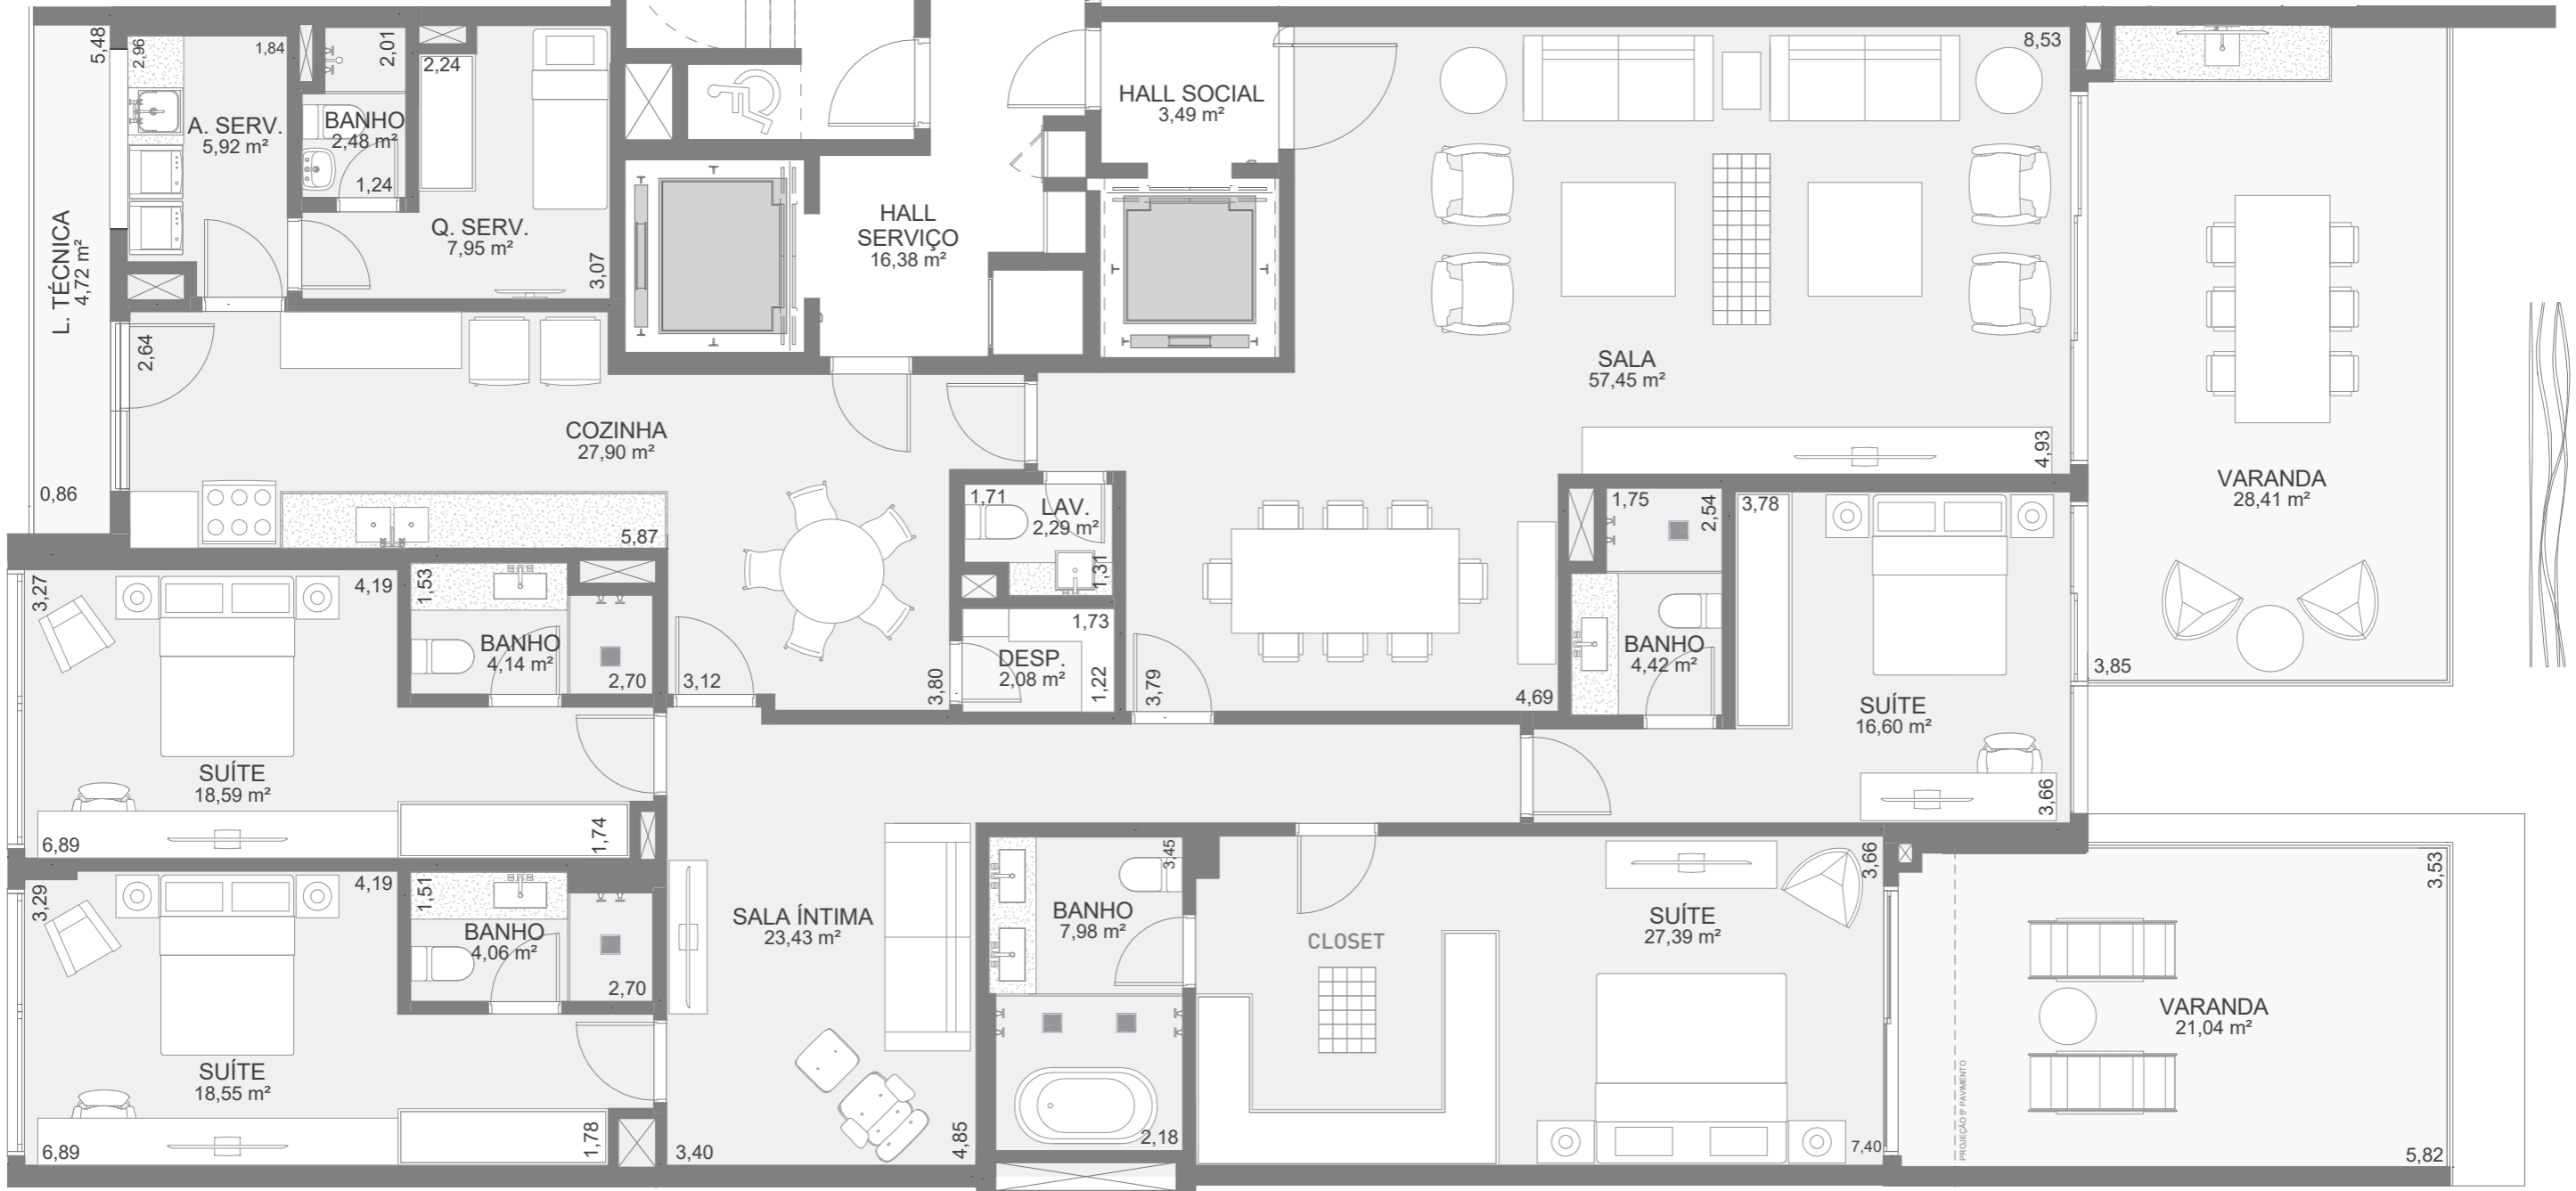 5,48
2,96
1,84
A. SERV.
5,92 m²
L. TÉCNICA
4,72 m²
0,86
2,01
BANHO
2,48 m²
1,24
2,24
Q. SERV.
7,95 m²
3,07
HALL
SERVIÇO
16,38 m²
HALL SOCIAL
3,49 m²
8,53
SALA
57,45 m²
4,93
VARANDA
28,41 m²
3,85
2,64
COZINHA
27,90 m²
5,87
3,12
3,80
1,71
LAV.
2,29 m²
1,31
1,73
DESP.
2,08 m²
1,22
3,79
4,69
1,75
2,54
BANHO
4,42 m²
3,78
SUÍTE
16,60 m²
3,66
3,27
4,19
SUÍTE
18,59 m²
6,89
1,74
1,53
BANHO
4,14 m²
2,70
3,29
4,19
SUÍTE
18,55 m²
6,89
1,78
1,51
BANHO
4,06 m²
2,70
SALA ÍNTIMA
23,43 m²
3,40
4,85
3,45
BANHO
7,98 m²
2,18
CLOSET
3,66
SUÍTE
27,39 m²
7,40
3,53
VARANDA
21,04 m²
5,82
PROJEÇÃO 9º PAVIMENTO